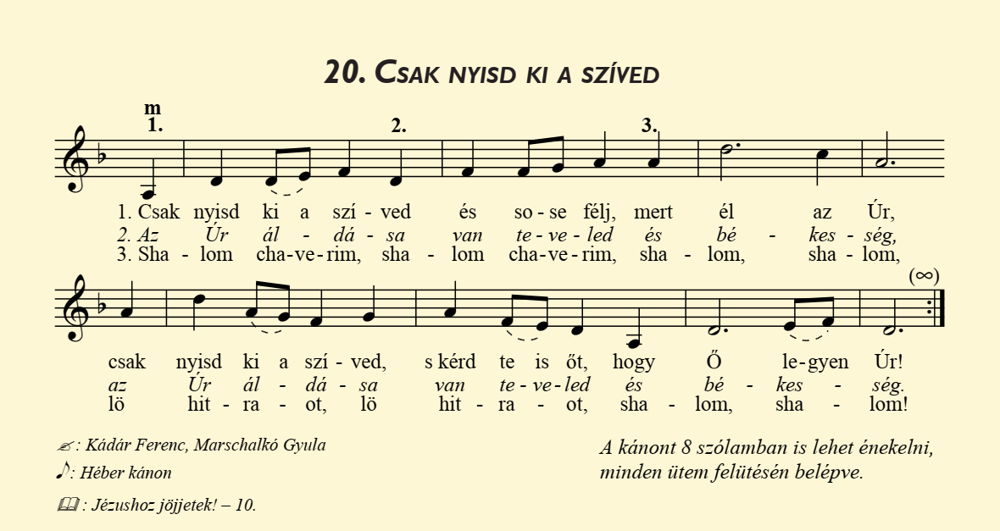 20. Csak nyisd ki a szíved
m
1. 2. 3.
1. Csak nyisd ki a szí - ved és so - se félj, mert él az Úr,
2. Az Úr ál - dá - sa van te - ve - led és bé - kes - ség,
3. Sha - lom cha - ve - rim, sha - lom cha - ve - rim, sha - lom, sha - lom,
(∞)
csak nyisd ki a szí - ved, s kérd te is őt, hogy Ő le - gyen Úr!
az Úr ál - dá - sa van te - ve - led és bé - kes - ség.
lö hit - ra - ot, lö hit - ra - ot, sha - lom, sha - lom!
✍: Kádár Ferenc, Marschalkó Gyula
♪: Héber kánon
🕮: Jézushoz jöjjetek! – 10.
A kánont 8 szólamban is lehet énekelni,
minden ütem felütésén belépve.